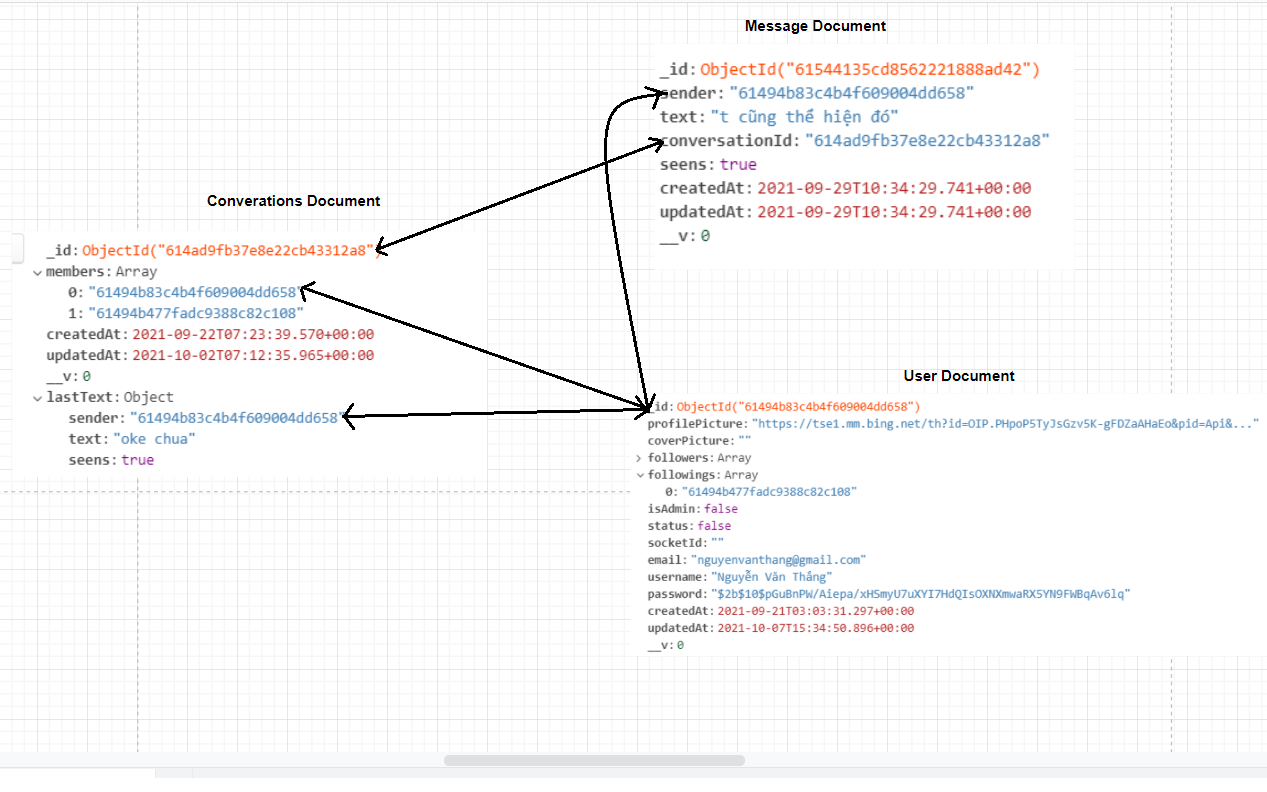 Message Document
_id: ObjectId("61544135cd8562221888ad42")
sender: "61494b83c4b4f609004dd658"
text: "t cũng thể hiện đó"
conversationId: "614ad9fb37e8e22cb43312a8"
seens: true
createdAt: 2021-09-29T10:34:29.741+00:00
updatedAt: 2021-09-29T10:34:29.741+00:00
__v: 0
Converations Document
_id: ObjectId("614ad9fb37e8e22cb43312a8")
members: Array
0: "61494b83c4b4f609004dd658"
1: "61494b477fadc9388c82c108"
createdAt: 2021-09-22T07:23:39.570+00:00
updatedAt: 2021-10-02T07:12:35.965+00:00
__v: 0
lastText: Object
sender: "61494b83c4b4f609004dd658"
text: "oke chua"
seens: true
User Document
_id: ObjectId("61494b83c4b4f609004dd658")
profilePicture: "https://tse1.mm.bing.net/th?id=OIP.PHpoP5TyJsGzv5K-gFDZaAHaEo&pid=Api&..."
coverPicture: ""
followers: Array
followings: Array
0: "61494b477fadc9388c82c108"
isAdmin: false
status: false
socketId: ""
email: "nguyenvanthang@gmail.com"
username: "Nguyễn Văn Thắng"
password: "$2b$10$pGuBnPW/Aiepa/xHSmyU7uXYI7HdQIsOXNXmwaRX5YN9FWBqAv6lq"
createdAt: 2021-09-21T03:03:31.297+00:00
updatedAt: 2021-10-07T15:34:50.896+00:00
__v: 0